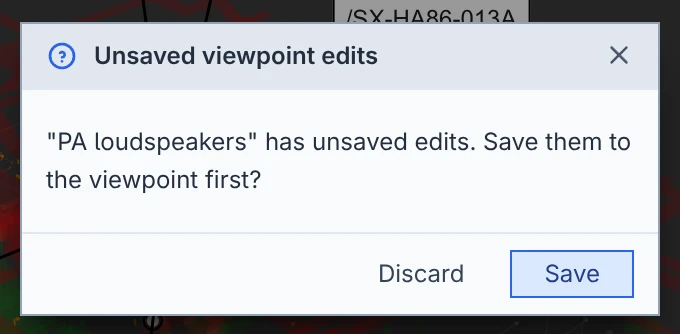 /SX-HA86-013A
Unsaved viewpoint edits
"PA loudspeakers" has unsaved edits. Save them to
the viewpoint first?
Discard
Save